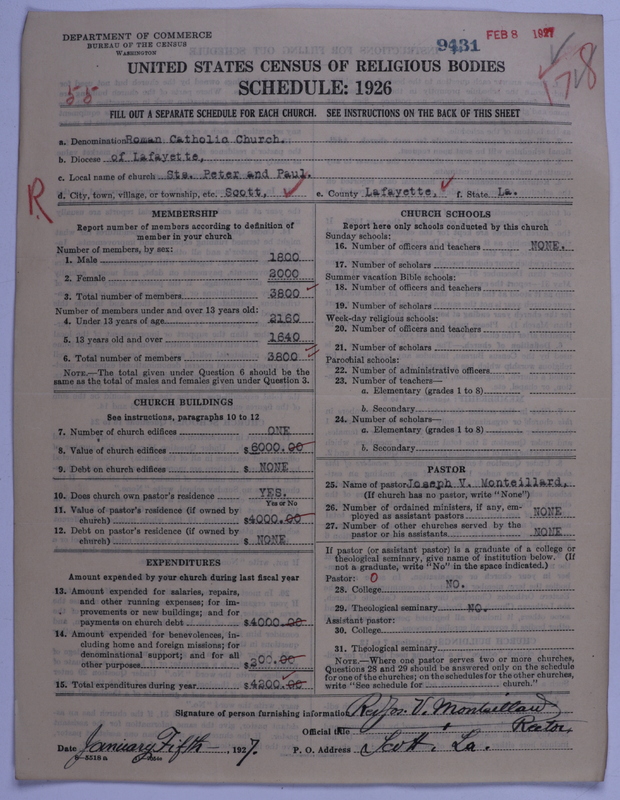 DEPARTMENT OF COMMERCE
BUREAU OF THE CENSUS
WASHINGTON
9431
FEB 8 1927
1728
UNITED STATES CENSUS OF RELIGIOUS BODIES
SCHEDULE: 1926
55
FILL OUT A SEPARATE SCHEDULE FOR EACH CHURCH. SEE INSTRUCTIONS ON THE BACK OF THIS SHEET
a. Denomination Roman Catholic Church.
b. Diocese of Lafayette,
c. Local name of church Sts. Peter and Paul.
R
d. City, town, village, or township, etc. Scott, e. County Lafayette, f. State La.
MEMBERSHIP
Report number of members according to definition of
member in your church
Number of members, by sex:
1. Male 1800
2. Female 2000
3. Total number of members 3800
Number of members under and over 13 years old:
4. Under 13 years of age 2160
5. 13 years old and over 1640
6. Total number of members 3800
NOTE.—The total given under Question 6 should be the
same as the total of males and females given under Question 3.
CHURCH BUILDINGS
See instructions, paragraphs 10 to 12
7. Number of church edifices ONE
8. Value of church edifices $6000.00
9. Debt on church edifices $ NONE
10. Does church own pastor's residence YES.
Yes or No
11. Value of pastor's residence (if owned by
church) $4000.00
12. Debt on pastor's residence (if owned by
church) $ NONE
EXPENDITURES
Amount expended by your church during last fiscal year
13. Amount expended for salaries, repairs,
and other running expenses; for im-
provements or new buildings; and for
payments on church debt $4000.00
14. Amount expended for benevolences, in-
cluding home and foreign missions; for
denominational support; and for all
other purposes $200.00
15. Total expenditures during year $4200.00
CHURCH SCHOOLS
Report here only schools conducted by this church
Sunday schools:
16. Number of officers and teachers NONE.
17. Number of scholars
Summer vacation Bible schools:
18. Number of officers and teachers
19. Number of scholars
Week-day religious schools:
20. Number of officers and teachers
21. Number of scholars
Parochial schools:
22. Number of administrative officers
23. Number of teachers—
a. Elementary (grades 1 to 8)
b. Secondary
24. Number of scholars—
a. Elementary (grades 1 to 8)
b. Secondary
PASTOR
25. Name of pastor Joseph V. Monteillard,
(If church has no pastor, write "None")
26. Number of ordained ministers, if any, em-
ployed as assistant pastors NONE
27. Number of other churches served by the
pastor or his assistants NONE
If pastor (or assistant pastor) is a graduate of a college or
theological seminary, give name of institution below. (If
not a graduate, write "No" in the space indicated.)
Pastor: 0
28. College NO.
29. Theological seminary NO.
Assistant pastor:
30. College
31. Theological seminary
NOTE.—Where one pastor serves two or more churches,
Questions 28 and 29 should be answered only on the schedule
for one of the churches; on the schedules for the other churches,
write "See schedule for ______ church."
Signature of person furnishing information Rev Jos. V. Monteillard
Official title Rector,
Date January Fifth, 1927. P. O. Address Scott, La.